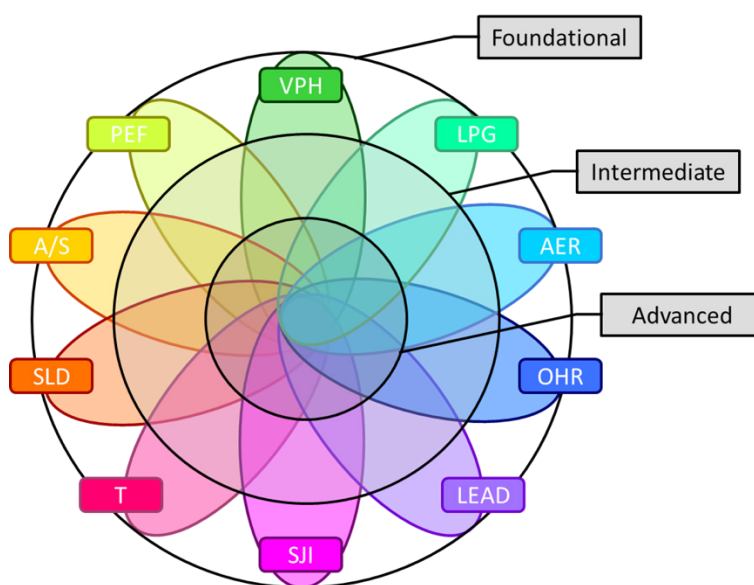 Foundational
VPH
PEF
LPG
Intermediate
A/S
AER
Advanced
SLD
OHR
T
LEAD
SJI